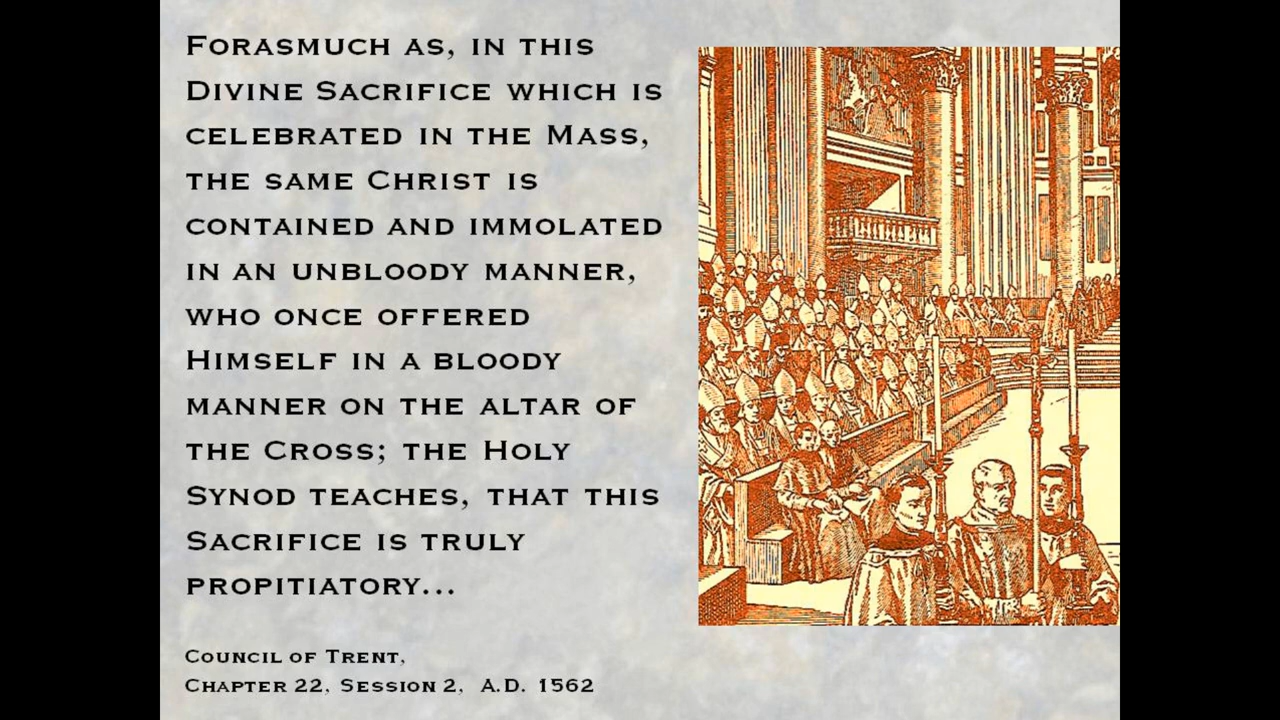 Forasmuch as, in this
Divine Sacrifice which is
celebrated in the Mass,
the same Christ is
contained and immolated
in an unbloody manner,
who once offered
Himself in a bloody
manner on the altar of
the Cross; the Holy
Synod teaches, that this
Sacrifice is truly
propitiatory...
Council of Trent,
Chapter 22, Session 2, A.D. 1562